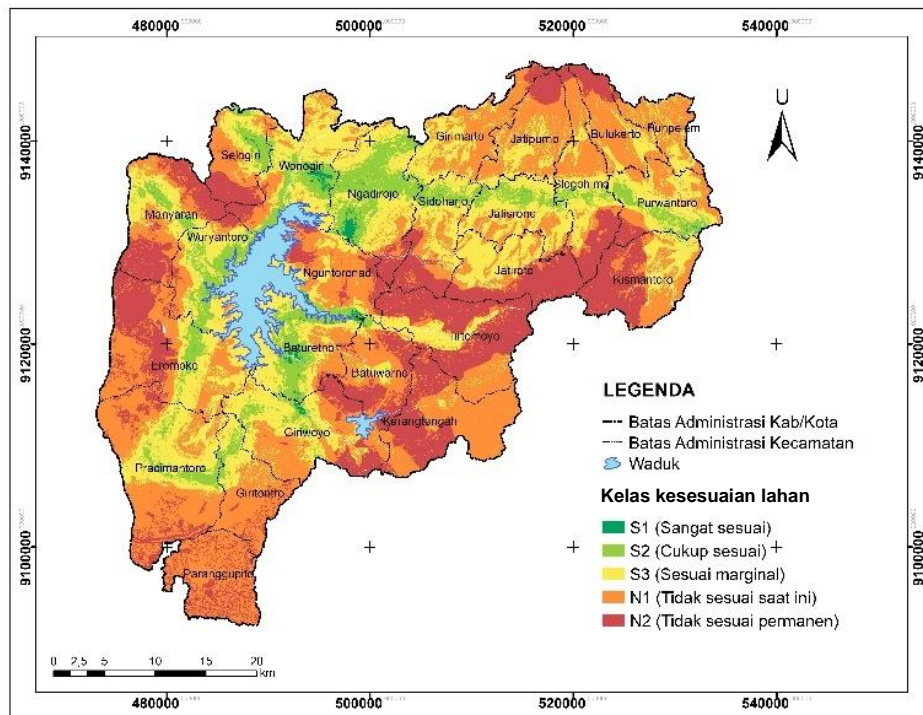 480000 500000 520000 540000
9140000
9120000
9100000
9140000
9120000
9100000
U
Selogiri
Wonogiri
Girimarto
Jatipurno
Bulukerto
Ngadirojo
Sidoharjo
Jatisrono
Purwantoro
Manyaran
Wuryantoro
Jatiroto
Kismantoro
Nguntoronadi
Tirtomoyo
Baturetno
Batuwarno
Eromoko
Karangtengah
Giriwoyo
Pracimantoro
Giritontro
Paranggupito
LEGENDA
Batas Administrasi Kab/Kota
Batas Administrasi Kecamatan
Waduk
Kelas kesesuaian lahan
S1 (Sangat sesuai)
S2 (Cukup sesuai)
S3 (Sesuai marginal)
N1 (Tidak sesuai saat ini)
N2 (Tidak sesuai permanen)
0 2,5 5 10 15 20
km
480000 500000 520000 540000